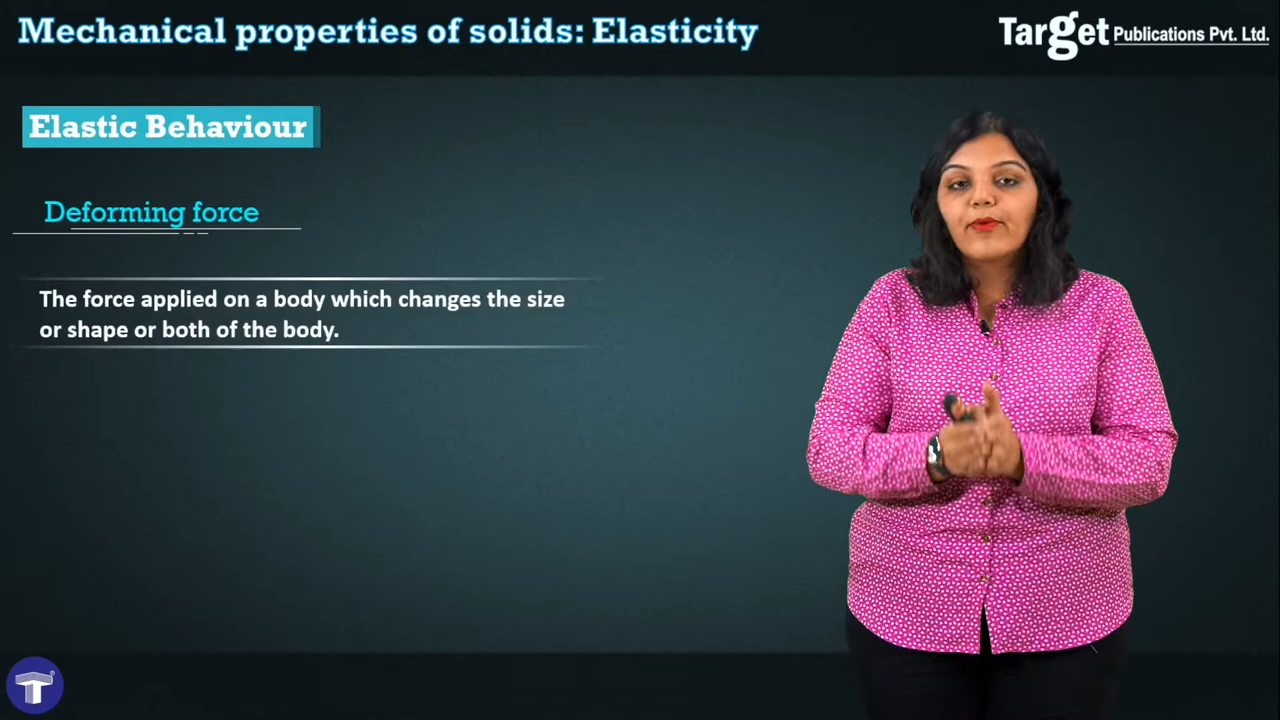 Mechanical properties of solids: Elasticity
Target Publications Pvt. Ltd.
Elastic Behaviour
Deforming force
The force applied on a body which changes the size
or shape or both of the body.
T